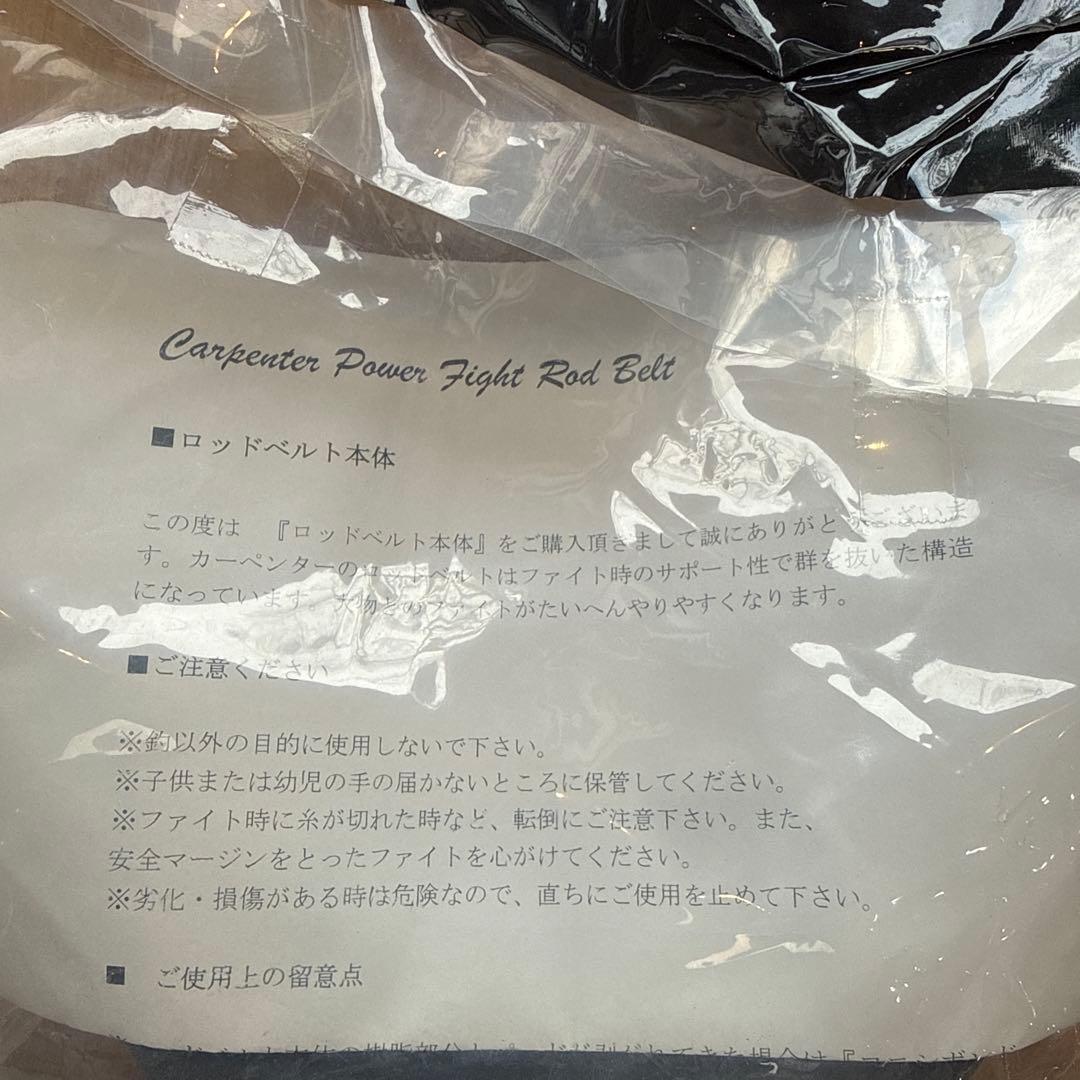 Carpenter Power Fight Rod Belt
■ロッドベルト本体
この度は 『ロッドベルト本体』をご購入頂きまして誠にありがとうございま
す。カーペンターのロッドベルトはファイト時のサポート性で群を抜いた構造
になっています。大物とのファイトがたいへんやりやすくなります。
■ご注意ください
※釣以外の目的に使用しないで下さい。
※子供または幼児の手の届かないところに保管してください。
※ファイト時に糸が切れた時など、転倒にご注意下さい。また、
安全マージンをとったファイトを心がけてください。
※劣化・損傷がある時は危険なので、直ちにご使用を止めて下さい。
■ ご使用上の留意点